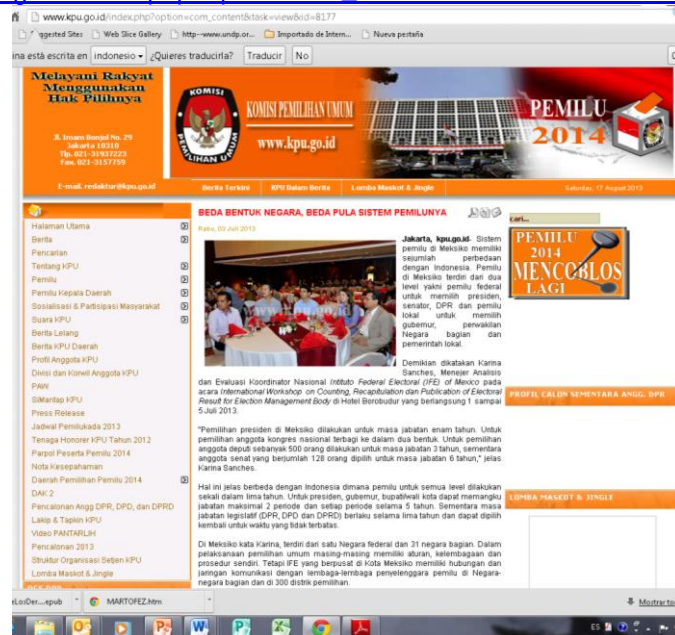 www.kpu.go.id/index.php?option=com_content&task=view&id=8177
ggested Sites Web Slice Gallery http--www.undp.or... Importado de Intern... Nueva pestaña
ina está escrita en indonesio ¿Quieres traducirla? Traducir No
Melayani Rakyat
Menggunakan
Hak Pilihnya
Jl. Imam Bonjol No. 29
Jakarta 10310
Tlp. 021-31937223
Fax. 021-3157759
E-mail. redaktur@kpu.go.id
KOMISI
PEMILIHAN UMUM
KOMISI PEMILIHAN UMUM
www.kpu.go.id
PEMILU
2014
Berita Terkini KPU Dalam Berita Lomba Maskot & Jingle Saturday, 17 August 2013
Halaman Utama
Berita
Pencarian
Tentang KPU
Pemilu
Pemilu Kepala Daerah
Sosialisasi & Partisipasi Masyarakat
Suara KPU
Berita Lelang
Berita KPU Daerah
Profil Anggota KPU
Divisi dan Korwil Anggota KPU
PAW
SiMantap KPU
Press Release
Jadwal Pemilukada 2013
Tenaga Honorer KPU Tahun 2012
Parpol Peserta Pemilu 2014
Nota Kesepahaman
Daerah Pemilihan Pemilu 2014
DAK 2
Pencalonan Angg DPR, DPD, dan DPRD
Lakip & Tapkin KPU
Video PANTARLIH
Pencalonan 2013
Struktur Organisasi Setjen KPU
Lomba Maskot & Jingle
BEDA BENTUK NEGARA, BEDA PULA SISTEM PEMILUNYA
Rabu, 03 Juli 2013
Jakarta, kpu.go.id- Sistem
pemilu di Meksiko memiliki
sejumlah perbedaan
dengan Indonesia. Pemilu
di Meksiko terdiri dari dua
level yakni pemilu federal
untuk memilih presiden,
senator, DPR dan pemilu
lokal untuk memilih
gubernur, perwakilan
Negara bagian dan
pemerintah lokal.
Demikian dikatakan Karina
Sanches, Menejer Analisis
dan Evaluasi Koordinator Nasional Intituto Federal Electoral (IFE) of Mexico pada
acara International Workshop on Counting, Recapitulation dan Publication of Electoral
Result for Election Management Body di Hotel Borobudur yang berlangsung 1 sampai
5 Juli 2013.
"Pemilihan presiden di Meksiko dilakukan untuk masa jabatan enam tahun. Untuk
pemilihan anggota kongres nasional terbagi ke dalam dua bentuk. Untuk pemilihan
anggota deputi sebanyak 500 orang dilakukan untuk masa jabatan 3 tahun, sementara
anggota senat yang berjumlah 128 orang dipilih untuk masa jabatan 6 tahun," jelas
Karina Sanches.
Hal ini jelas berbeda dengan Indonesia dimana pemilu untuk semua level dilakukan
sekali dalam lima tahun. Untuk presiden, gubernur, bupati/wali kota dapat memangku
jabatan maksimal 2 periode dan setiap periode selama 5 tahun. Sementara masa
jabatan legislatif (DPR, DPD dan DPRD) berlaku selama lima tahun dan dapat dipilih
kembali untuk waktu yang tidak terbatas.
Di Meksiko kata Karina, terdiri dari satu Negara federal dan 31 negara bagian. Dalam
pelaksanaan pemilihan umum masing-masing memiliki aturan, kelembagaan dan
prosedur sendiri. Tetapi IFE yang berpusat di Kota Meksiko memiliki hubungan dan
jaringan komunikasi dengan lembaga-lembaga penyelenggara pemilu di Negara-
negara bagian dan di 300 distrik pemilihan.
cari...
PEMILU
2014
MENCOBLOS
LAGI
PROFIL CALON SEMENTARA ANGG. DPR
LOMBA MASKOT & JINGLE
eLosDer....epub MARTOFEZ.htm Mostrar to
ES